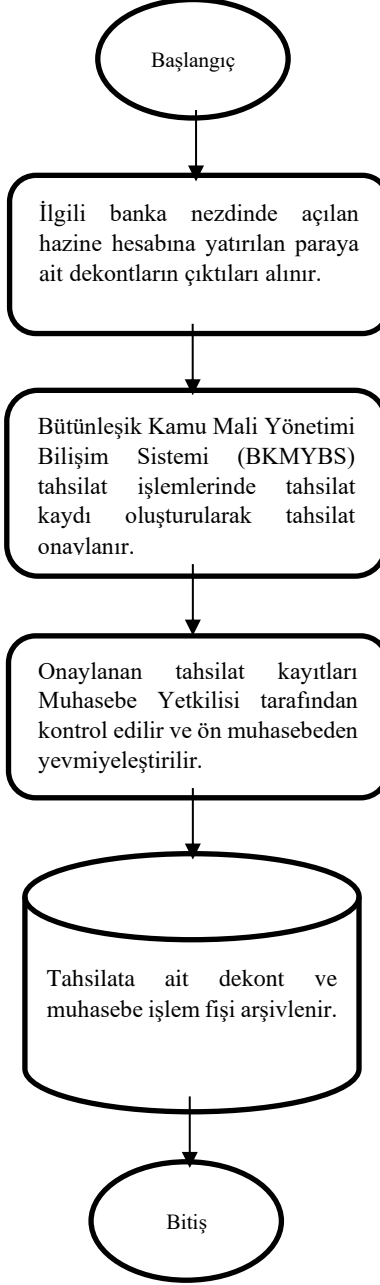 Başlangıç
İlgili banka nezdinde açılan
hazine hesabına yatırılan paraya
ait dekontların çıktıları alınır.
Bütünleşik Kamu Mali Yönetimi
Bilişim Sistemi (BKMYBS)
tahsilat işlemlerinde tahsilat
kaydı oluşturularak tahsilat
onaylanır.
Onaylanan tahsilat kayıtları
Muhasebe Yetkilisi tarafından
kontrol edilir ve ön muhasebeden
yevmiyeleştirilir.
Tahsilata ait dekont ve
muhasebe işlem fişi arşivlenir.
Bitiş